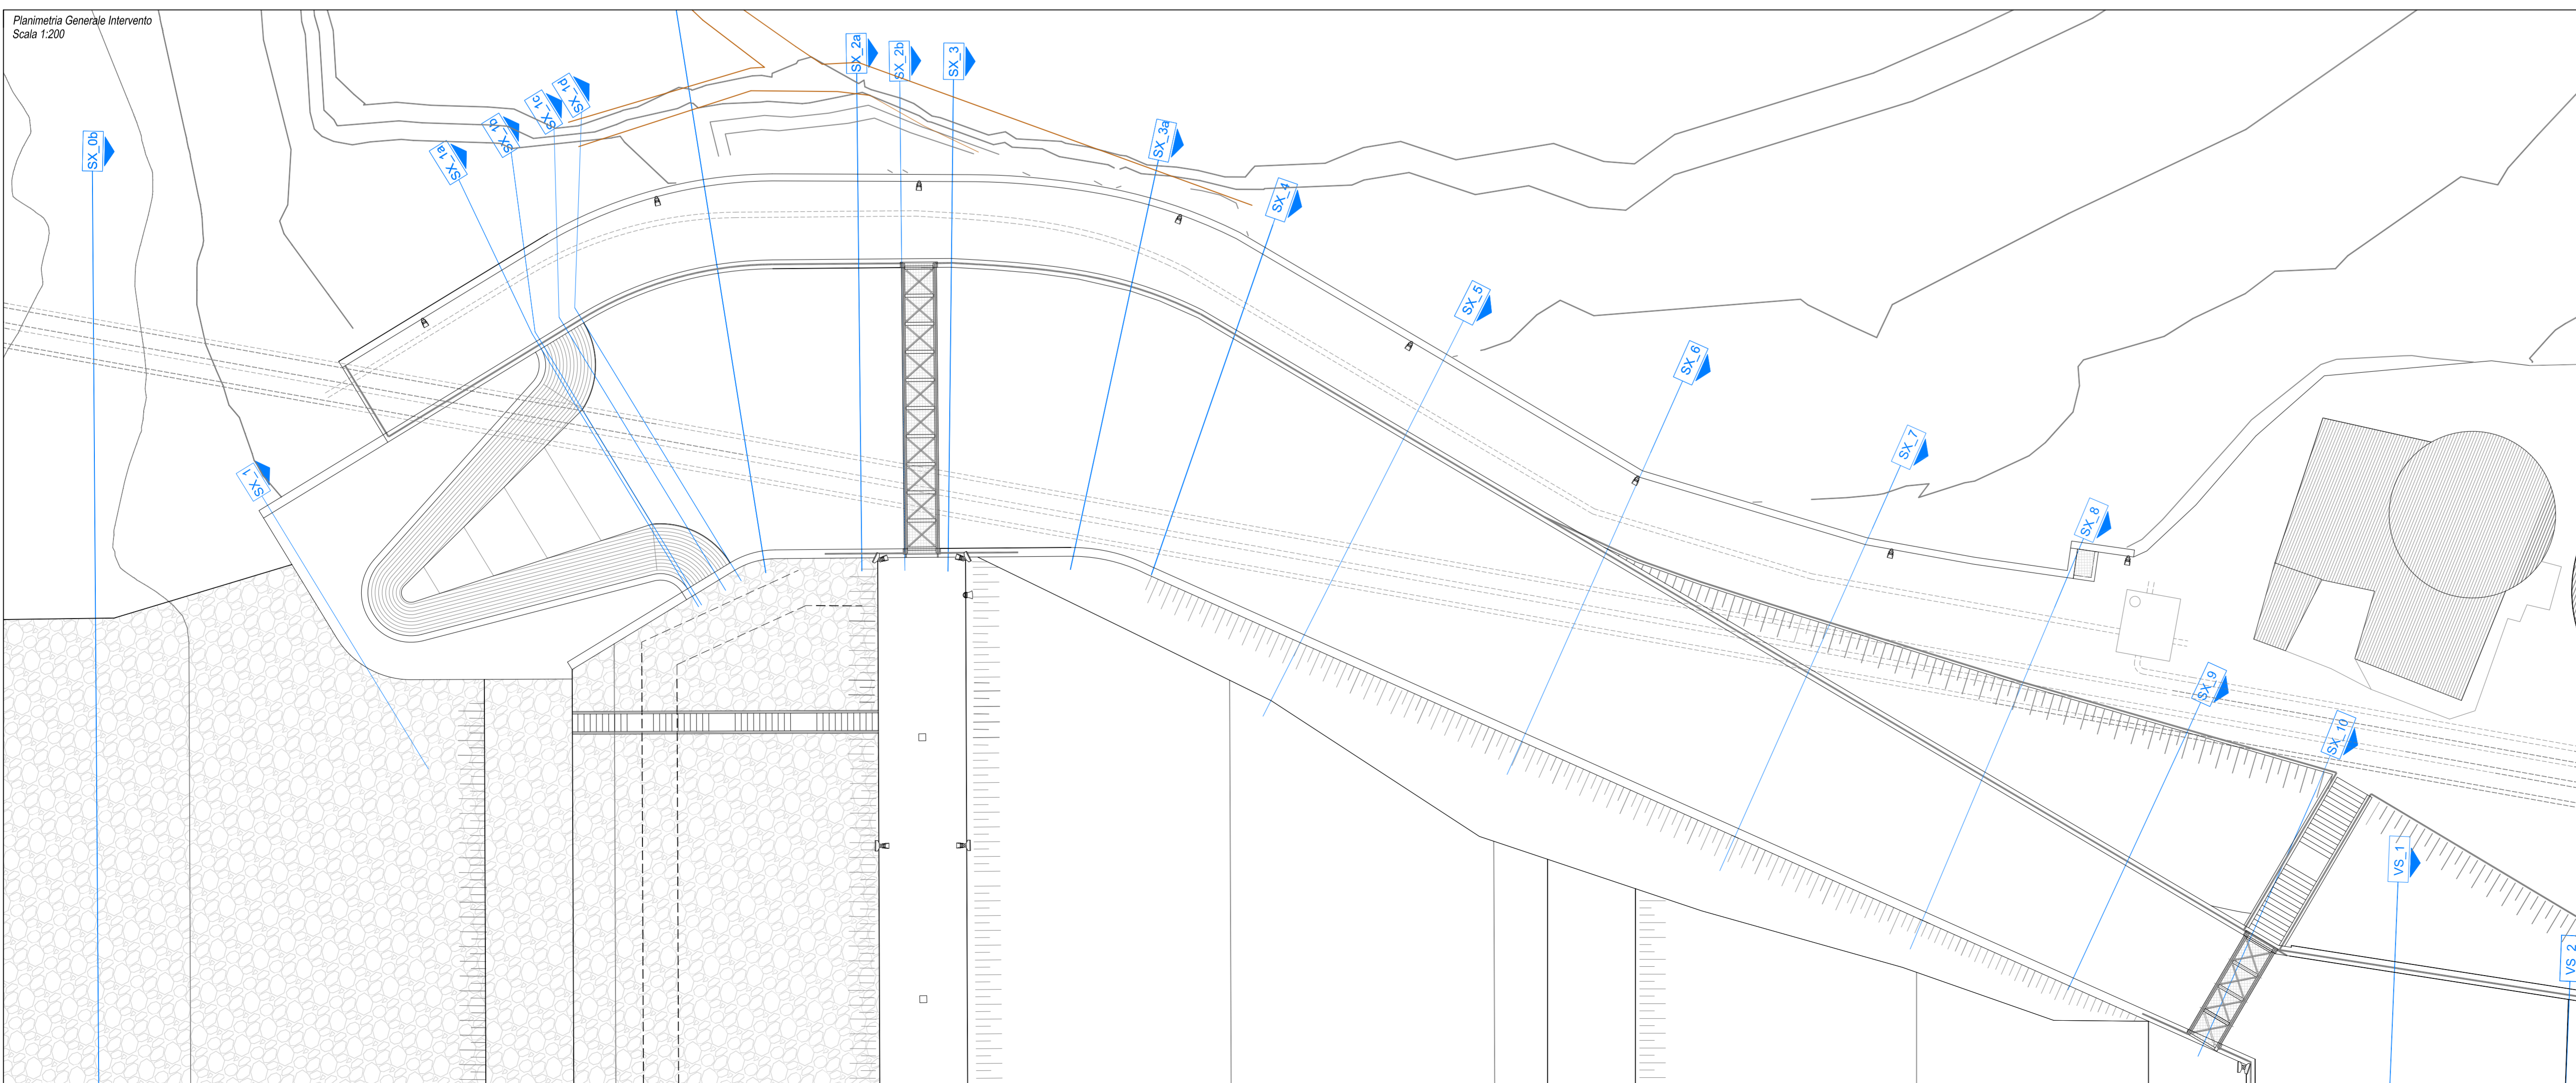 Planimetria Generale Intervento
Scala 1:200
SX_0b
SX_1
SX_1a
SX_1b
SX_1c
SX_1d
SX_2a
SX_2b
SX_3
SX_3a
SX_4
SX_5
SX_6
SX_7
SX_8
SX_9
SX_10
VS_1
VS_2